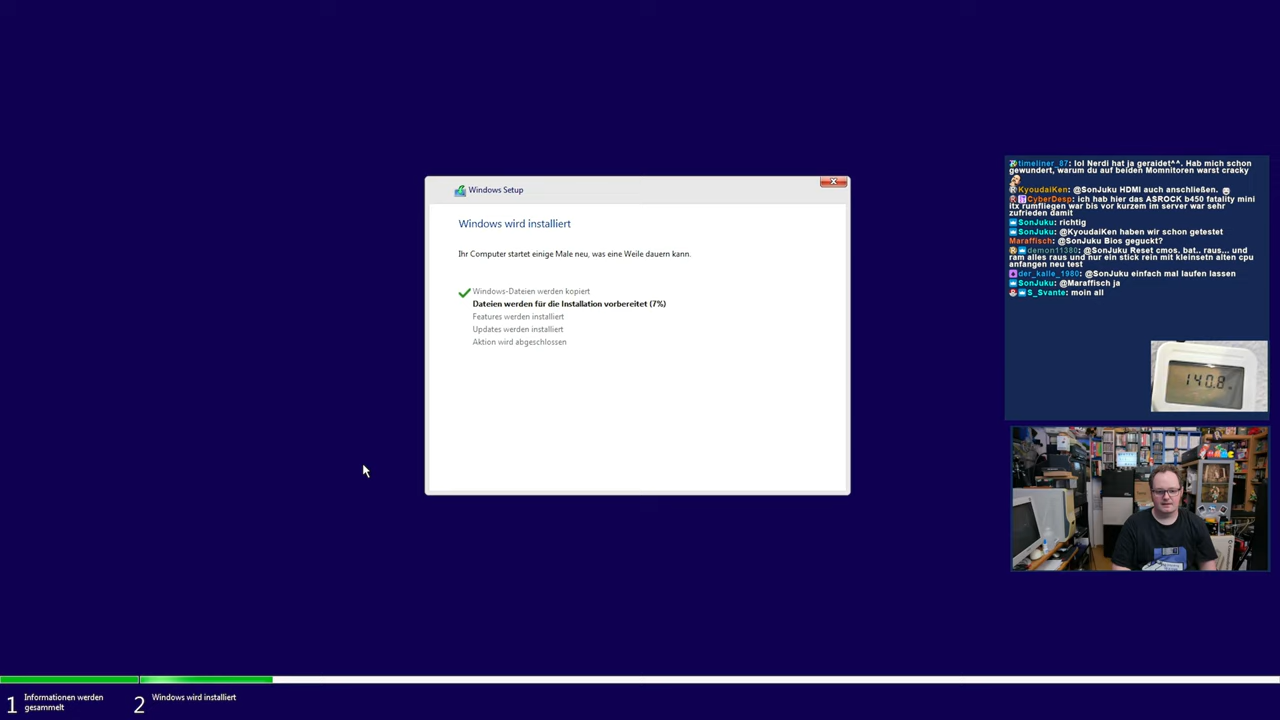 Windows Setup
Windows wird installiert
Ihr Computer startet einige Male neu, was eine Weile dauern kann.
Windows-Dateien werden kopiert
Dateien werden für die Installation vorbereitet (7%)
Features werden installiert
Updates werden installiert
Aktion wird abgeschlossen
timeliner_87: lol Nerdi hat ja geraidet^^. Hab mich schon
gewundert, warum du auf beiden Momnitoren warst cracky
KyoudaiKen: @SonJuku HDMI auch anschließen.
CyberDesp: ich hab hier das ASROCK b450 fatality mini
itx rumfliegen war bis vor kurzem im server war sehr
zufrieden damit
SonJuku: richtig
SonJuku: @KyoudaiKen haben wir schon getestet
Maraffisch: @SonJuku Bios geguckt?
demon11380: @SonJuku Reset cmos. bat.. raus... und
ram alles raus und nur ein stick rein mit kleinsetn alten cpu
anfangen neu test
der_kalle_1980: @SonJuku einfach mal laufen lassen
SonJuku: @Maraffisch ja
S_Svante: moin all
140.8
1 Informationen werden
gesammelt
2 Windows wird installiert